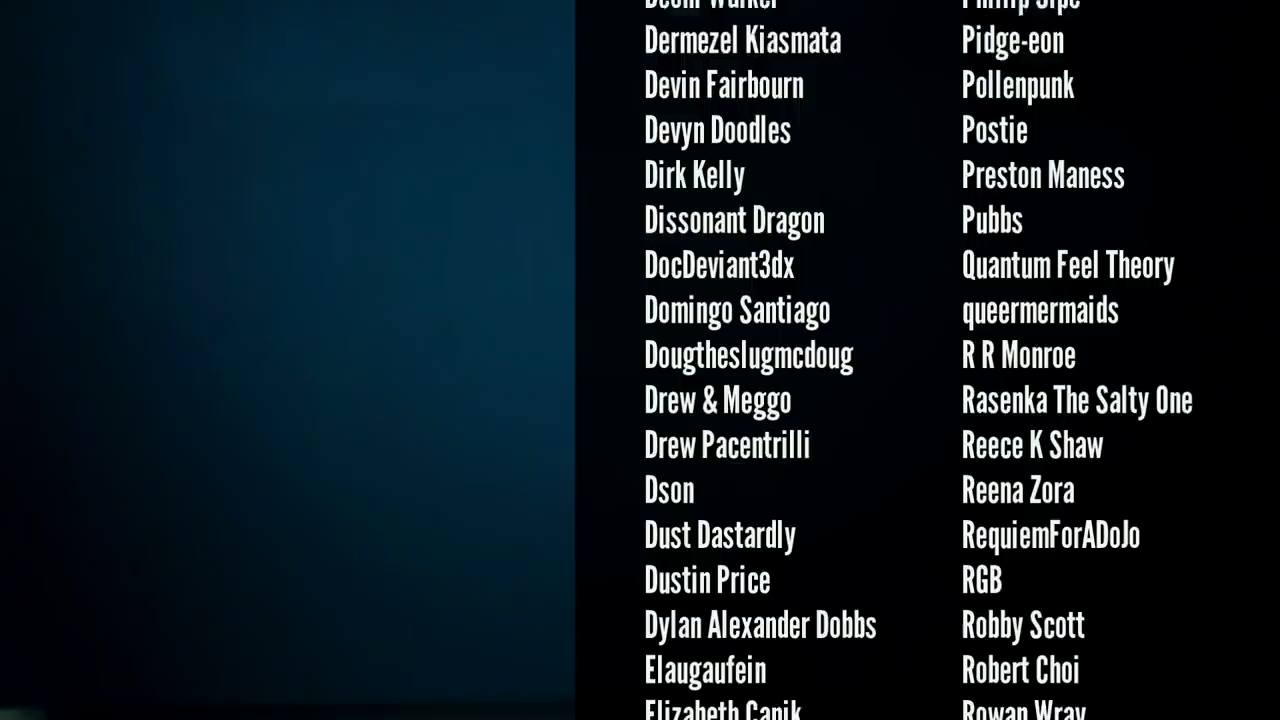 Dermezel Kiasmata
Devin Fairbourn
Devyn Doodles
Dirk Kelly
Dissonant Dragon
DocDeviant3dx
Domingo Santiago
Dougtheslugmcdoug
Drew & Meggo
Drew Pacentrilli
Dson
Dust Dastardly
Dustin Price
Dylan Alexander Dobbs
Elaugaufein
Elizabeth Canik
Phillip Sipe
Pidge-eon
Pollenpunk
Postie
Preston Maness
Pubbs
Quantum Feel Theory
queermermaids
R R Monroe
Rasenka The Salty One
Reece K Shaw
Reena Zora
RequiemForADoJo
RGB
Robby Scott
Robert Choi
Rowan Wray